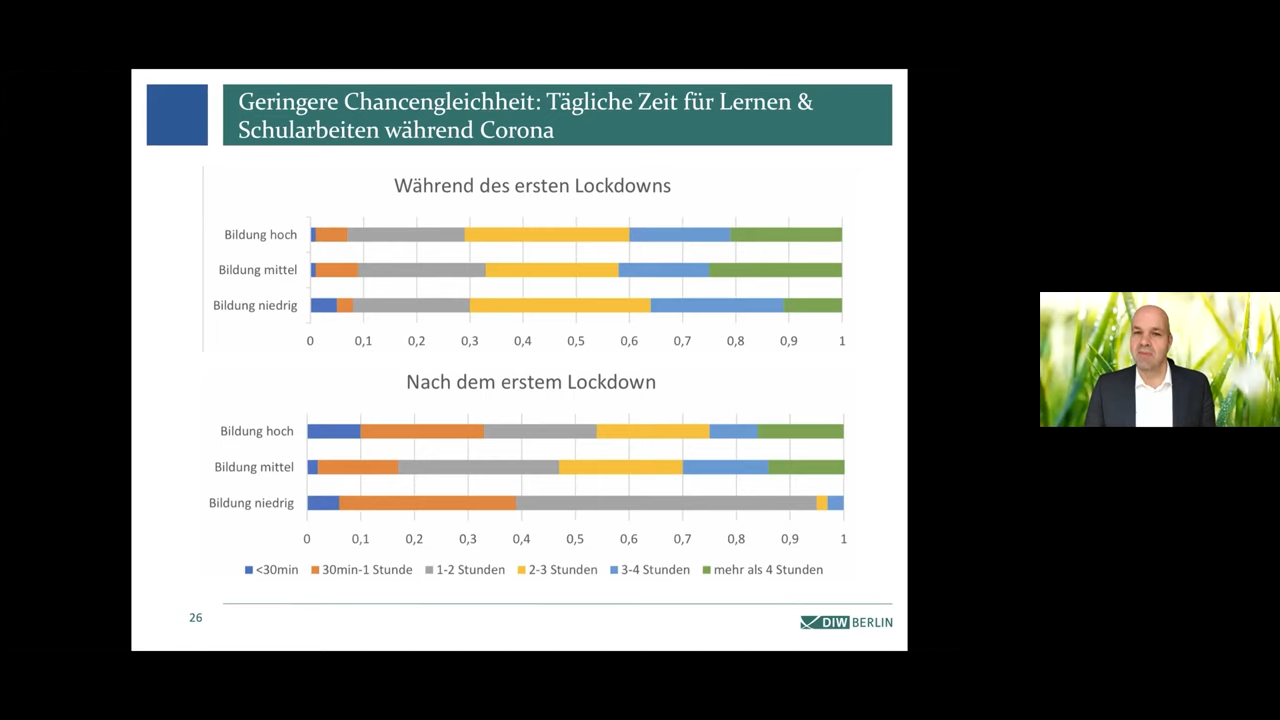 Geringere Chancengleichheit: Tägliche Zeit für Lernen &
Schularbeiten während Corona
Während des ersten Lockdowns
Bildung hoch
Bildung mittel
Bildung niedrig
0 0,1 0,2 0,3 0,4 0,5 0,6 0,7 0,8 0,9 1
Nach dem erstem Lockdown
Bildung hoch
Bildung mittel
Bildung niedrig
0 0,1 0,2 0,3 0,4 0,5 0,6 0,7 0,8 0,9 1
<30min 30min-1 Stunde 1-2 Stunden 2-3 Stunden 3-4 Stunden mehr als 4 Stunden
26
DIW BERLIN